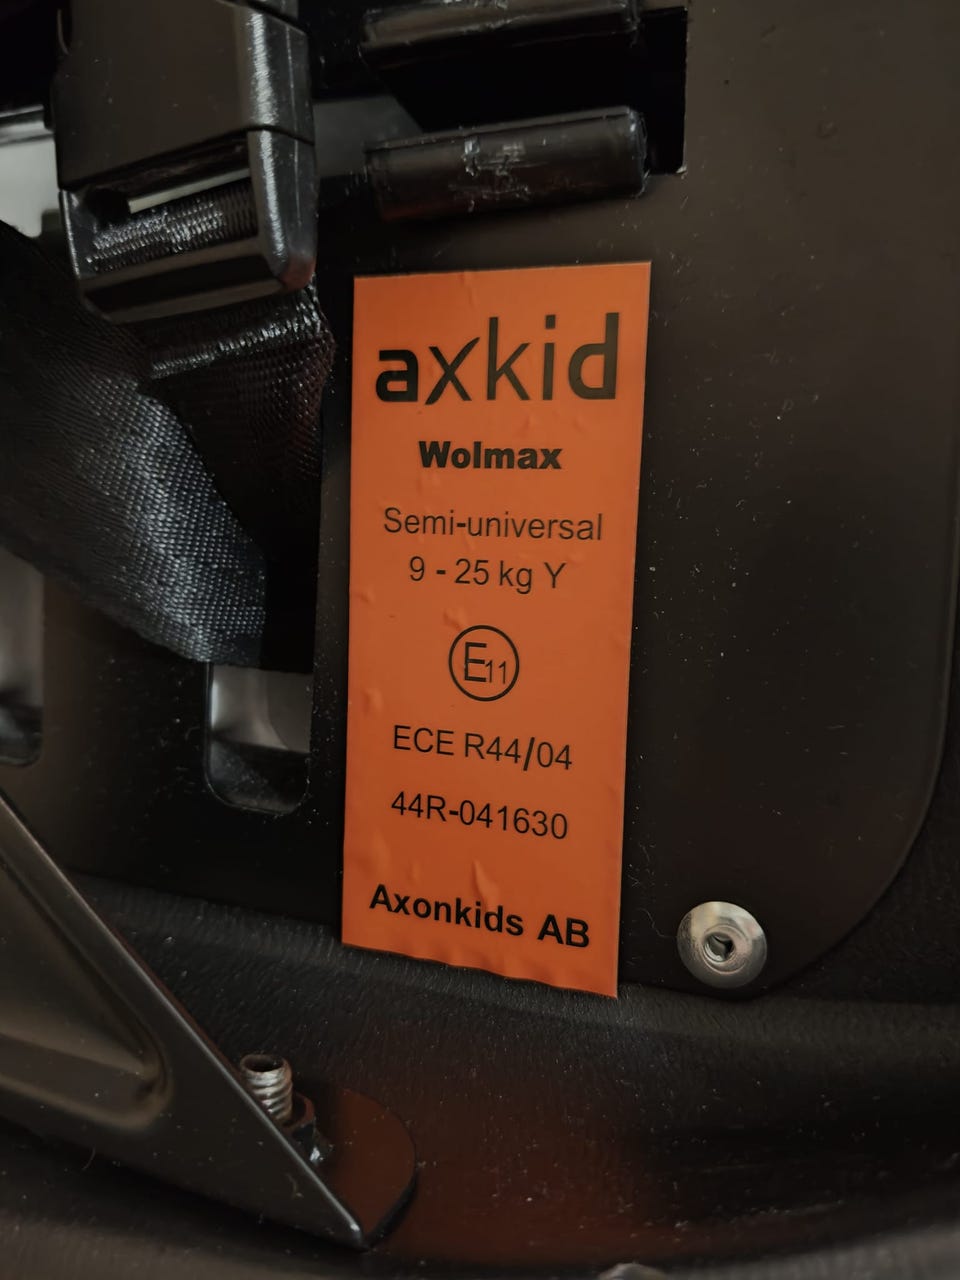 axkid
Wolmax
Semi-universal
9 - 25 kg Y
E11
ECE R44/04
44R-041630
Axonkids AB